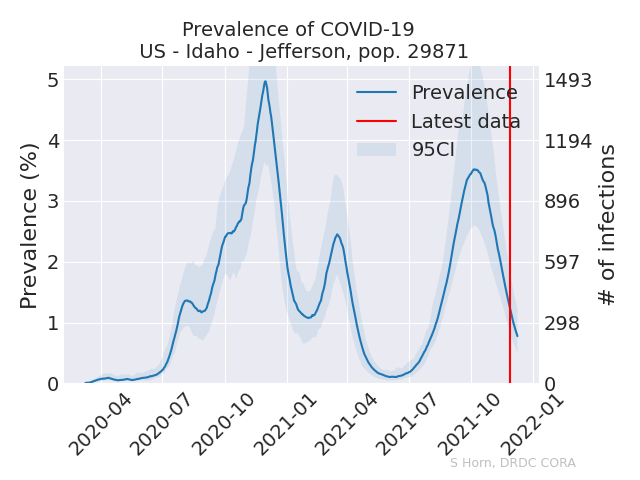 Prevalence of COVID-19
US - Idaho - Jefferson, pop. 29871
Prevalence
Latest data
95CI
Prevalence (%)
5
4
3
2
1
0
1493
1194
896
597
298
0
# of infections
2020-04
2020-07
2020-10
2021-01
2021-04
2021-07
2021-10
2022-01
S Horn, DRDC CORA